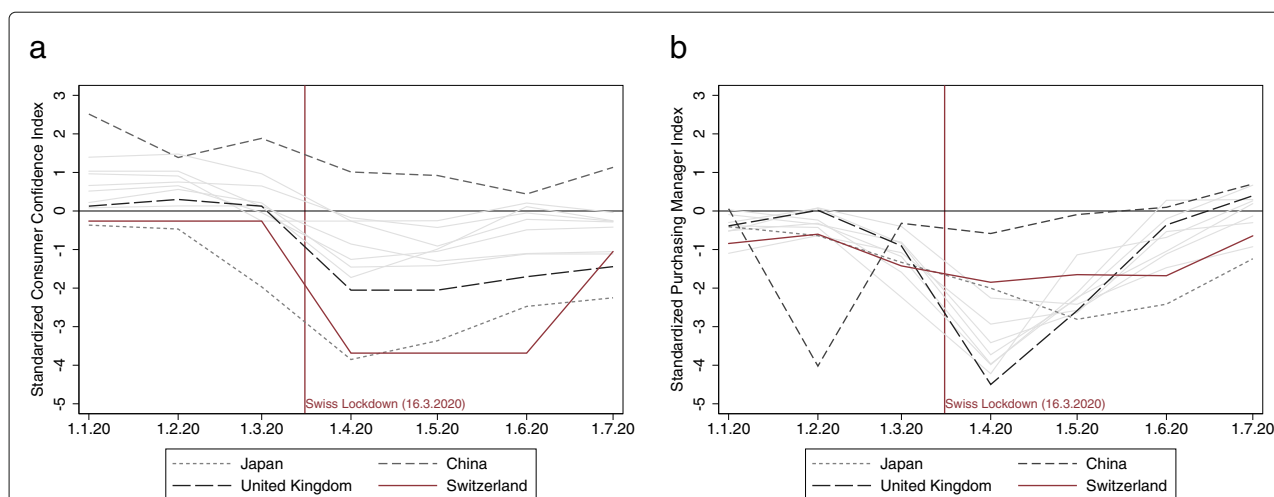 a
Standardized Consumer Confidence Index
3
2
1
0
-1
-2
-3
-4
-5
Swiss Lockdown (16.3.2020)
1.1.20 1.2.20 1.3.20 1.4.20 1.5.20 1.6.20 1.7.20
Japan China
United Kingdom Switzerland
b
Standardized Purchasing Manager Index
3
2
1
0
-1
-2
-3
-4
-5
Swiss Lockdown (16.3.2020)
1.1.20 1.2.20 1.3.20 1.4.20 1.5.20 1.6.20 1.7.20
Japan China
United Kingdom Switzerland